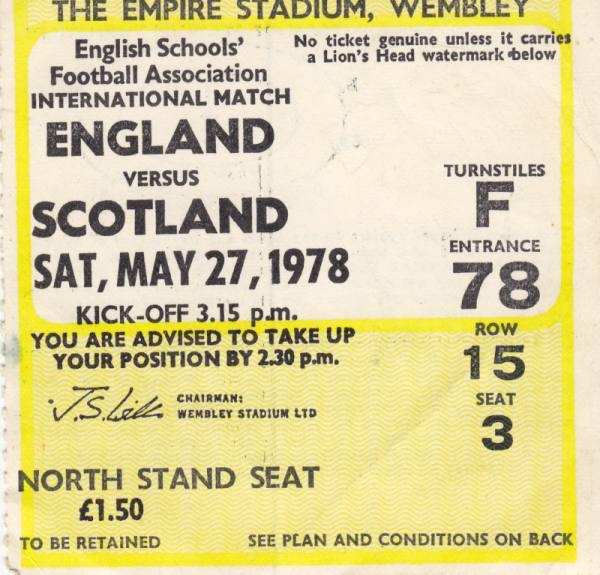 THE EMPIRE STADIUM, WEMBLEY
English Schools'
Football Association
INTERNATIONAL MATCH
ENGLAND
VERSUS
SCOTLAND
SAT, MAY 27, 1978
KICK-OFF 3.15 p.m.
YOU ARE ADVISED TO TAKE UP
YOUR POSITION BY 2.30 p.m.
No ticket genuine unless it carries
a Lion's Head watermark below
TURNSTILES
F
ENTRANCE
78
ROW
15
SEAT
3
CHAIRMAN:
WEMBLEY STADIUM LTD
NORTH STAND SEAT
£1.50
TO BE RETAINED
SEE PLAN AND CONDITIONS ON BACK